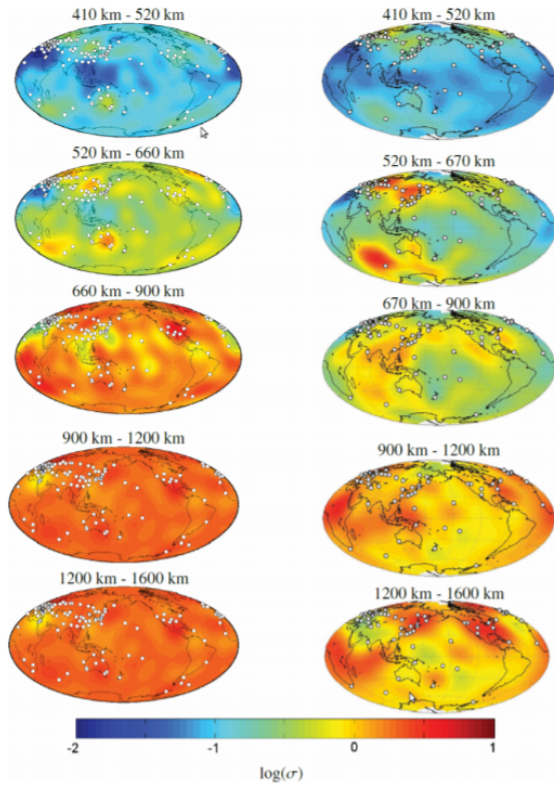 410 km - 520 km
410 km - 520 km
520 km - 660 km
520 km - 670 km
660 km - 900 km
670 km - 900 km
900 km - 1200 km
900 km - 1200 km
1200 km - 1600 km
1200 km - 1600 km
-2 -1 0 1
log(σ)